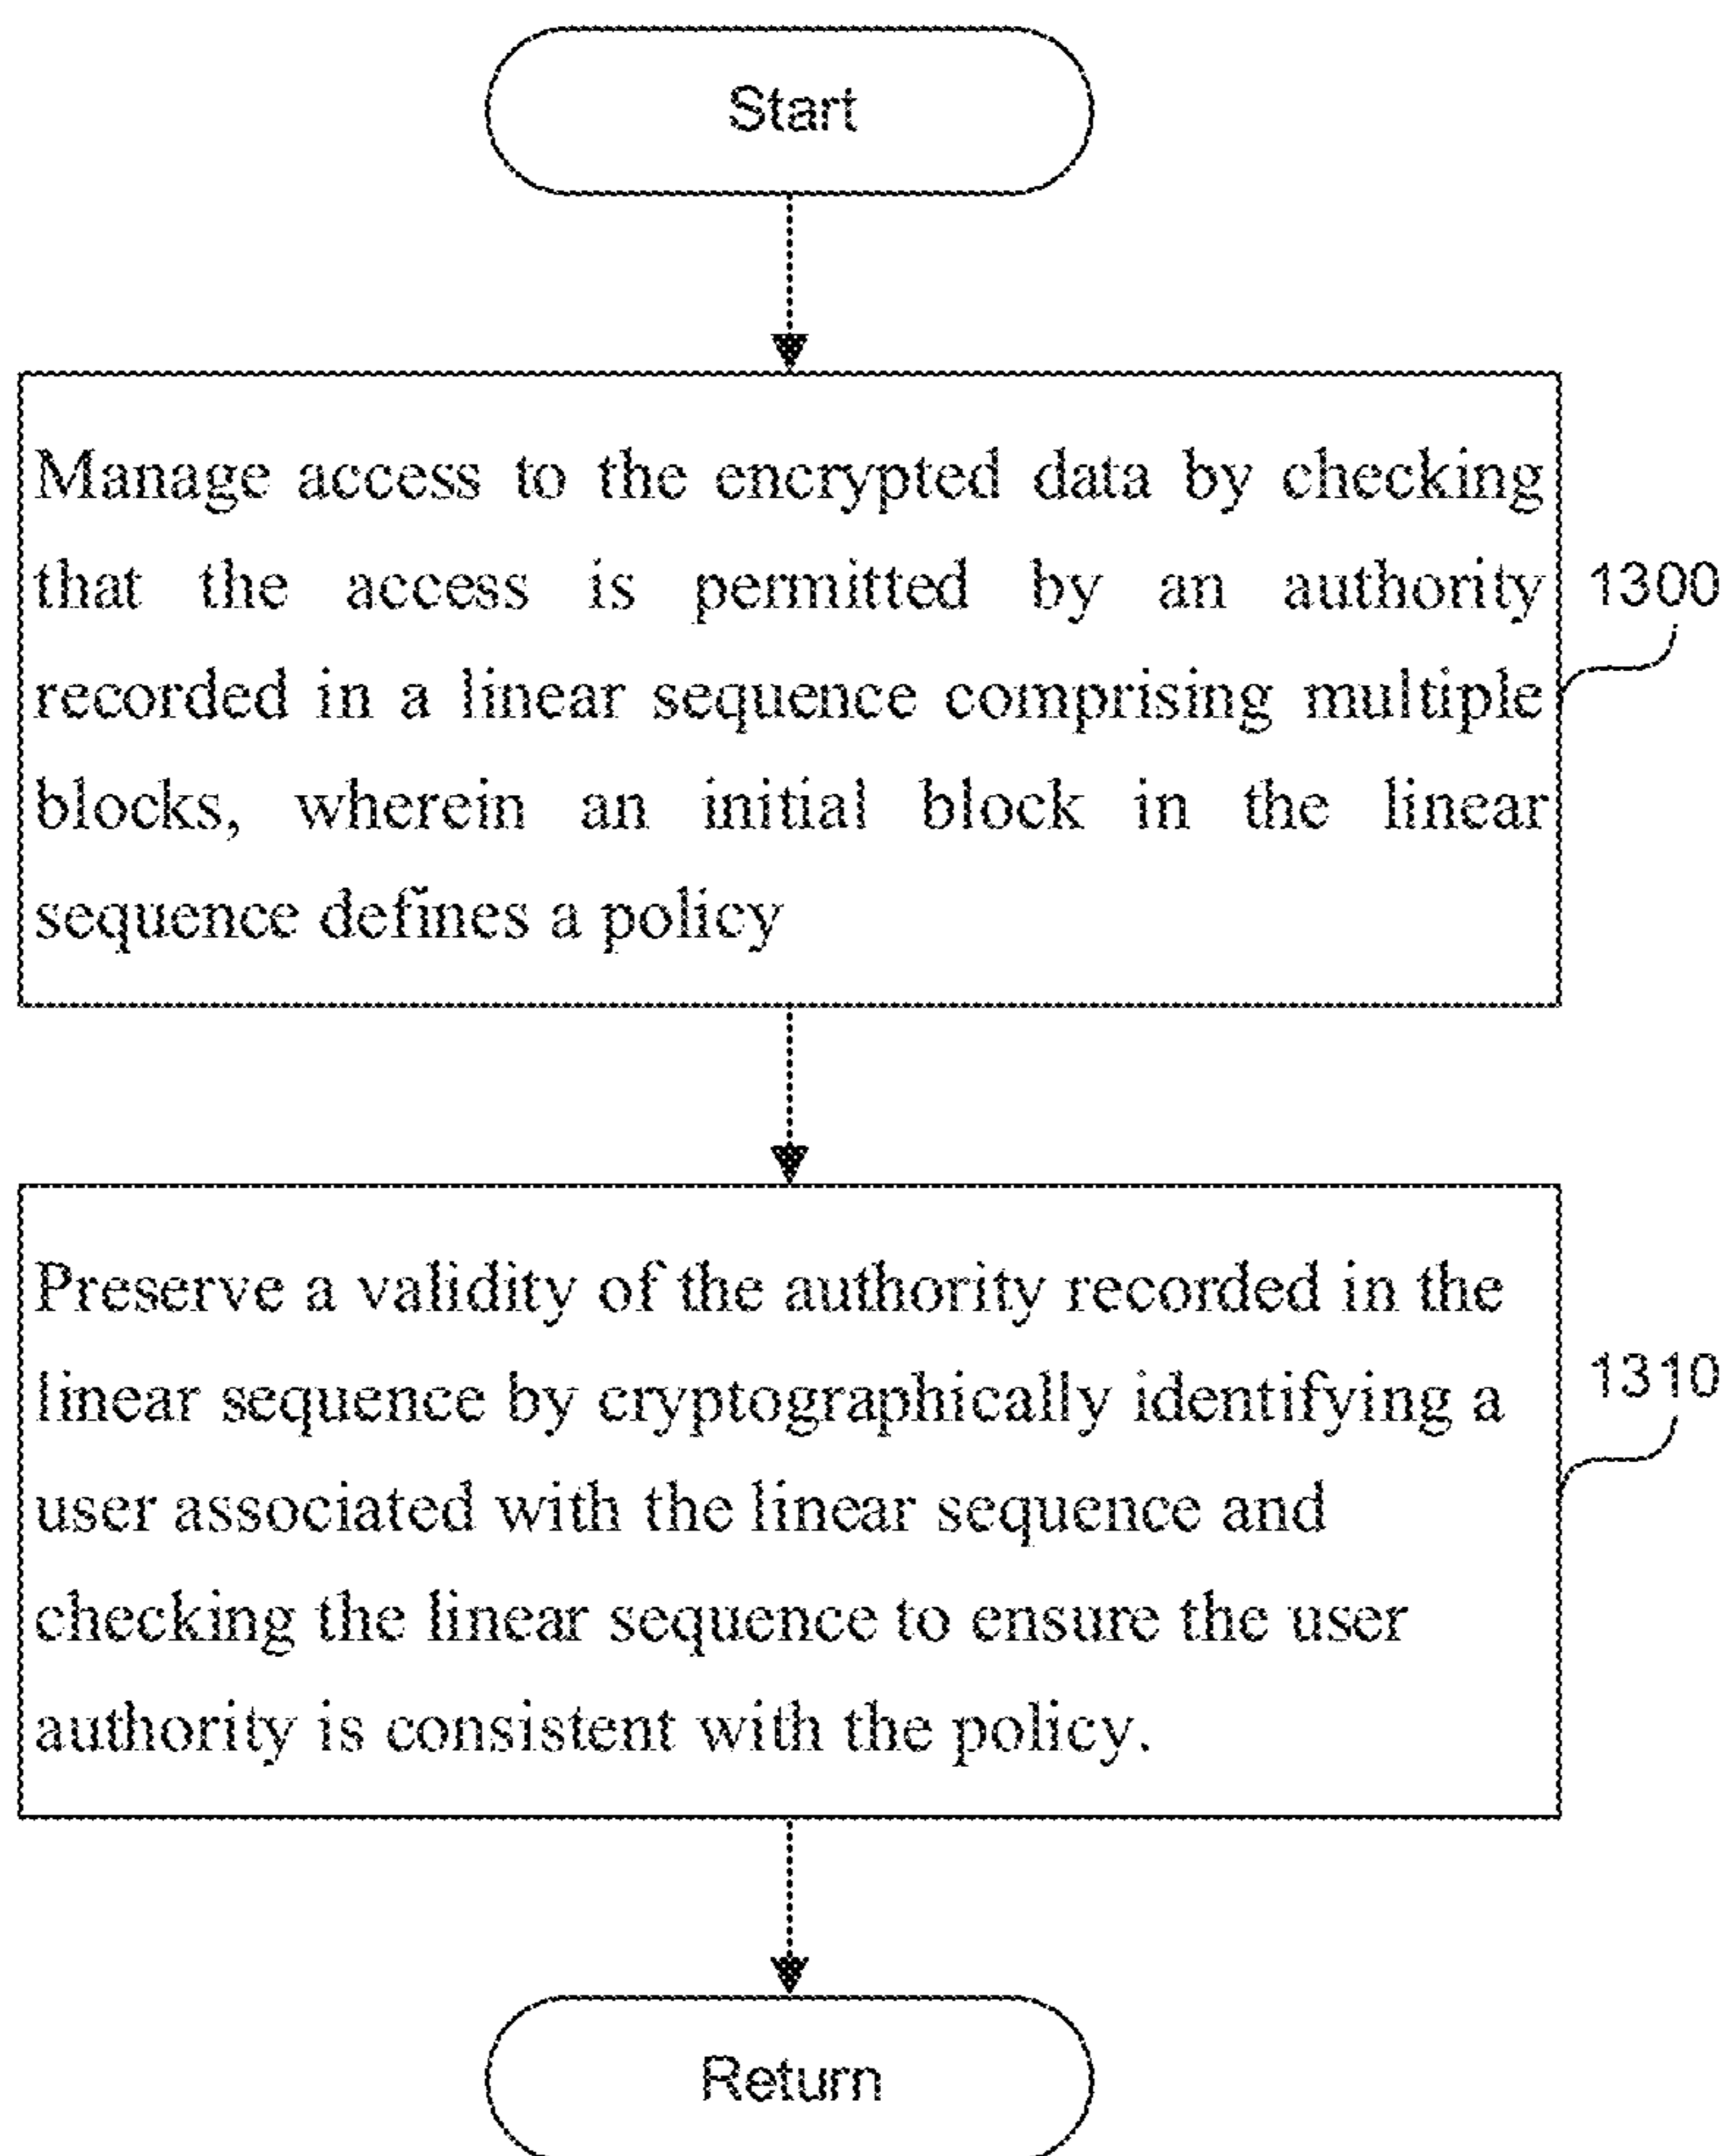 Start
Manage access to the encrypted data by checking
that the access is permitted by an authority
recorded in a linear sequence comprising multiple
blocks, wherein an initial block in the linear
sequence defines a policy
1300
Preserve a validity of the authority recorded in the
linear sequence by cryptographically identifying a
user associated with the linear sequence and
checking the linear sequence to ensure the user
authority is consistent with the policy.
1310
Return